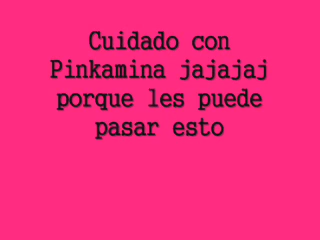 Cuidado con
Pinkamina jajajaj
porque les puede
pasar esto